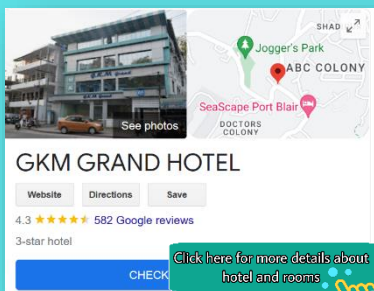 G.K.M Grand
See photos
SHAD
Jogger's Park
ABC COLONY
SeaScape Port Blair
DOCTORS
COLONY
GKM GRAND HOTEL
Website
Directions
Save
4.3
582 Google reviews
3-star hotel
CHECK
Click here for more details about
hotel and rooms